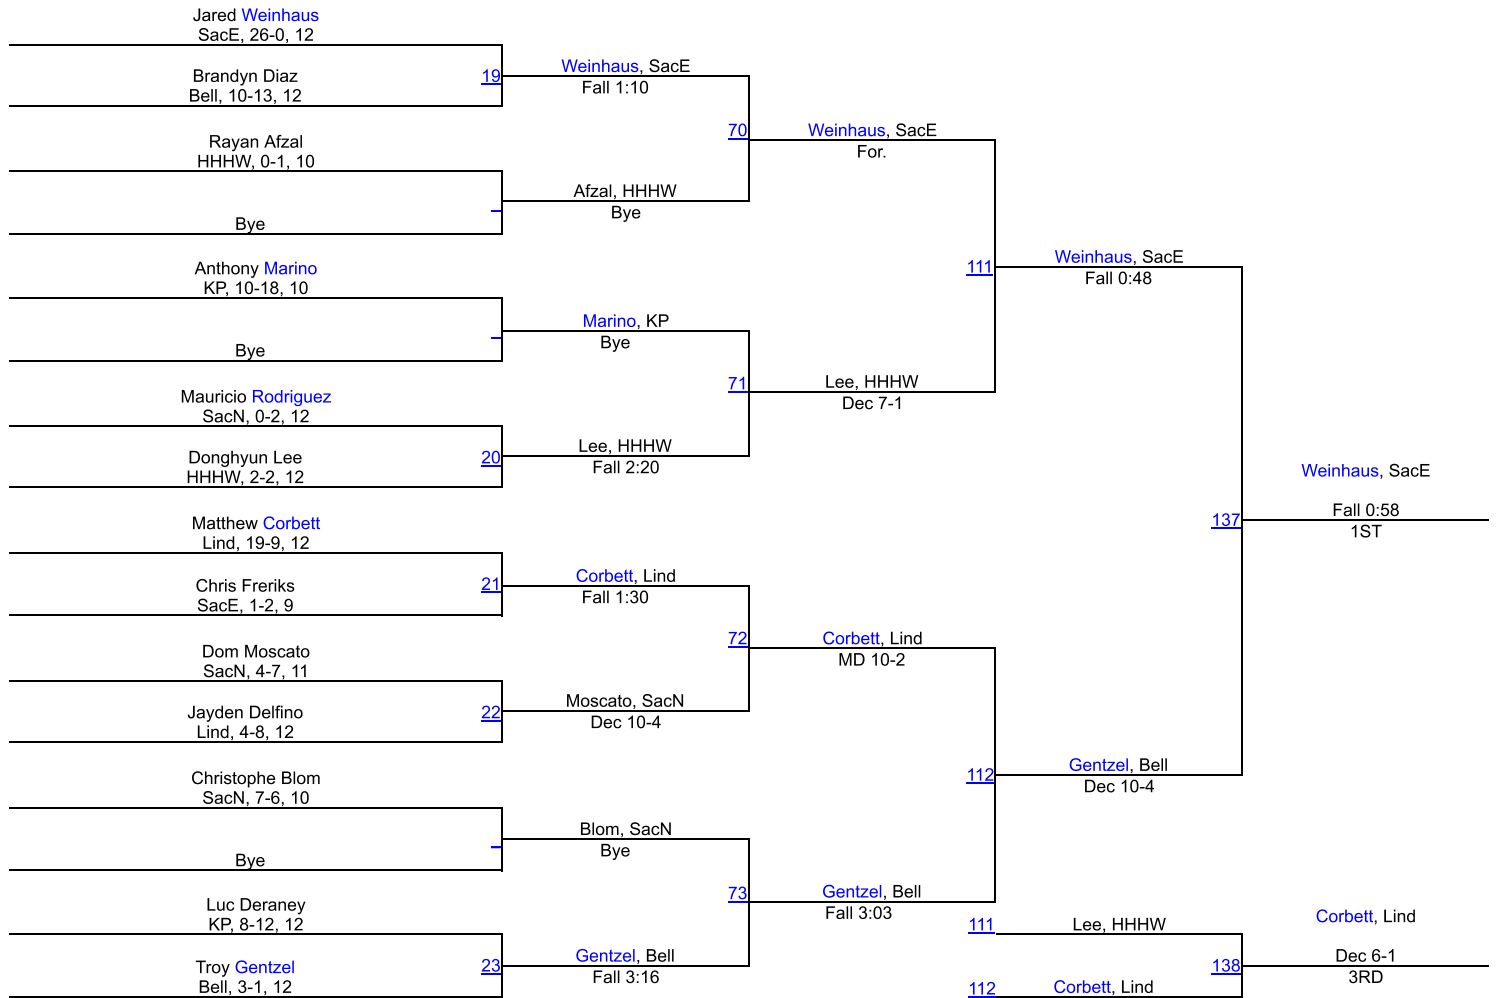 Jared Weinhaus
SacE, 26-0, 12
Brandyn Diaz
Bell, 10-13, 12
19
Rayan Afzal
HHHW, 0-1, 10
Bye
Anthony Marino
KP, 10-18, 10
Bye
Mauricio Rodriguez
SacN, 0-2, 12
Donghyun Lee
HHHW, 2-2, 12
20
Matthew Corbett
Lind, 19-9, 12
Chris Freriks
SacE, 1-2, 9
21
Dom Moscato
SacN, 4-7, 11
Jayden Delfino
Lind, 4-8, 12
22
Christophe Blom
SacN, 7-6, 10
Bye
Luc Deraney
KP, 8-12, 12
Troy Gentzel
Bell, 3-1, 12
23
Weinhaus, SacE
Fall 1:10
70
Afzal, HHHW
Bye
Marino, KP
Bye
71
Lee, HHHW
Fall 2:20
Corbett, Lind
Fall 1:30
72
Moscato, SacN
Dec 10-4
Blom, SacN
Bye
73
Gentzel, Bell
Fall 3:16
Weinhaus, SacE
For.
111
Lee, HHHW
Dec 7-1
Corbett, Lind
MD 10-2
112
Gentzel, Bell
Fall 3:03
Weinhaus, SacE
Fall 0:48
137
Gentzel, Bell
Dec 10-4
Weinhaus, SacE
Fall 0:58
1ST
111
Lee, HHHW
138
112
Corbett, Lind
Corbett, Lind
Dec 6-1
3RD